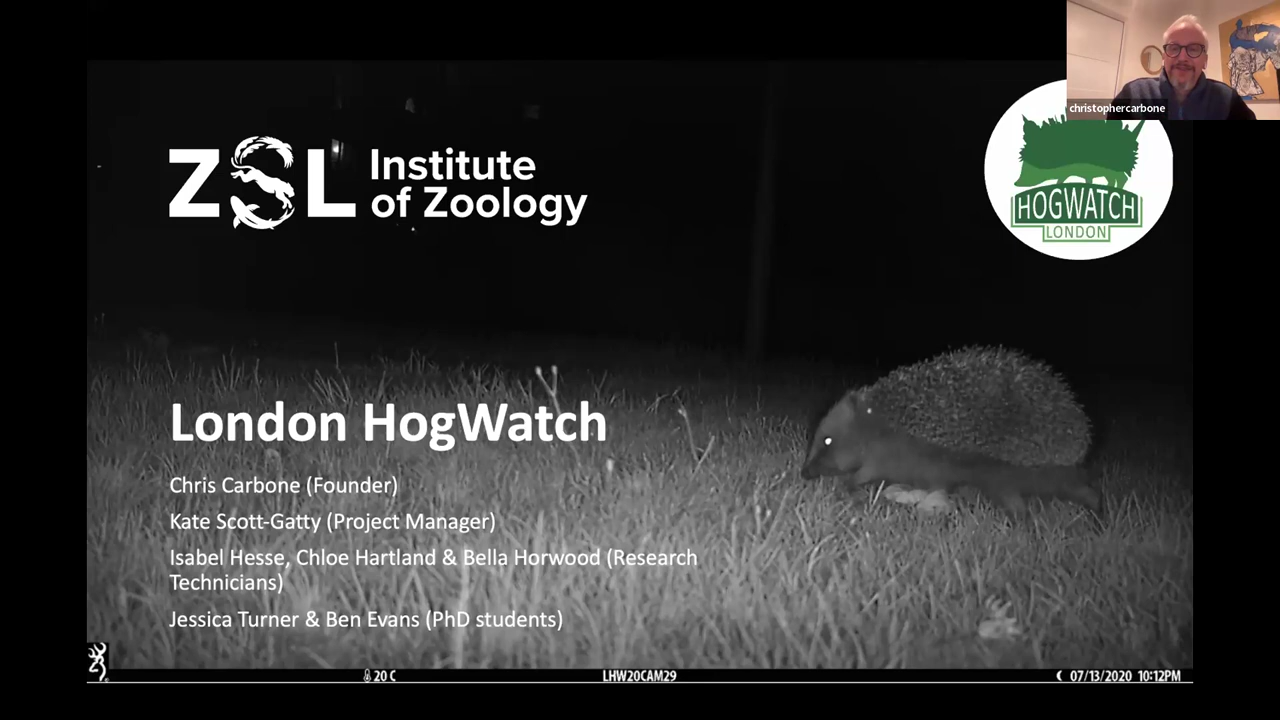 christophercarbone
ZSL Institute
of Zoology
HOGWATCH
LONDON
London HogWatch
Chris Carbone (Founder)
Kate Scott-Gatty (Project Manager)
Isabel Hesse, Chloe Hartland & Bella Horwood (Research
Technicians)
Jessica Turner & Ben Evans (PhD students)
20 C LHW20CAM29 07/13/2020 10:12PM